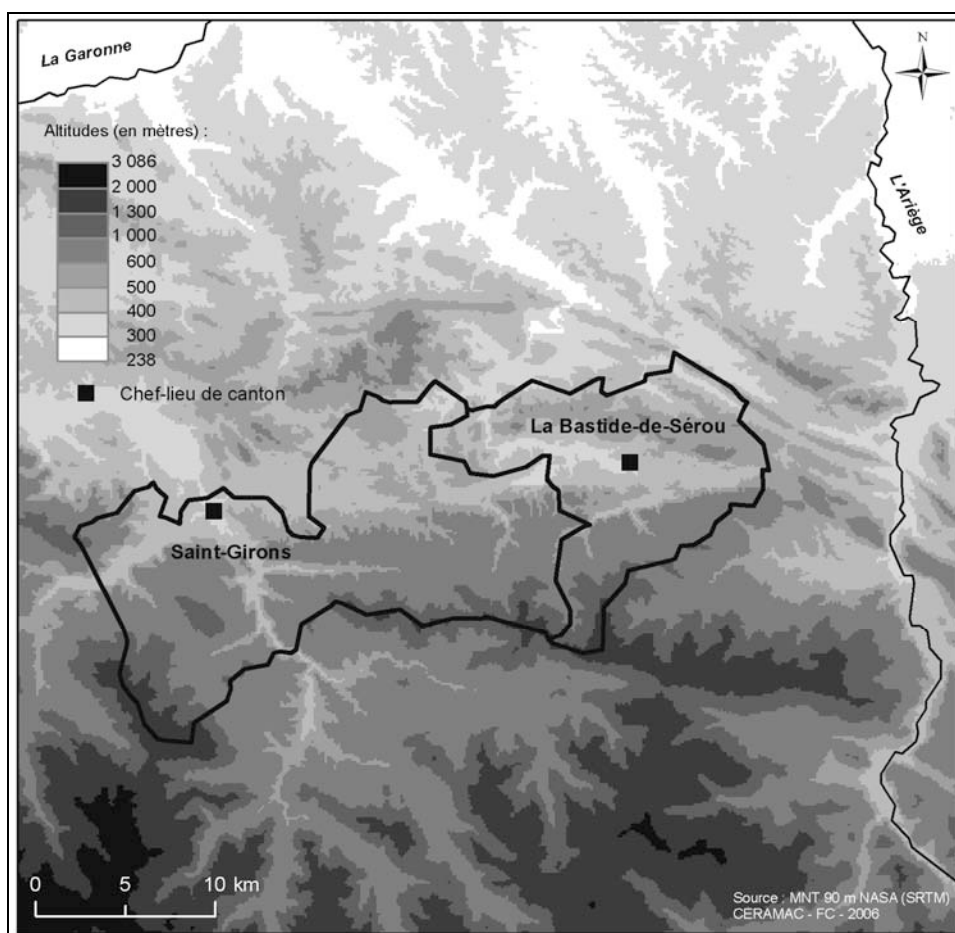 La Garonne
N
Altitudes (en mètres) :
3 086
2 000
1 300
1 000
600
500
400
300
238
Chef-lieu de canton
L'Ariège
La Bastide-de-Sérou
Saint-Girons
0 5 10 km
Source : MNT 90 m NASA (SRTM)
CERAMAC - FC - 2006